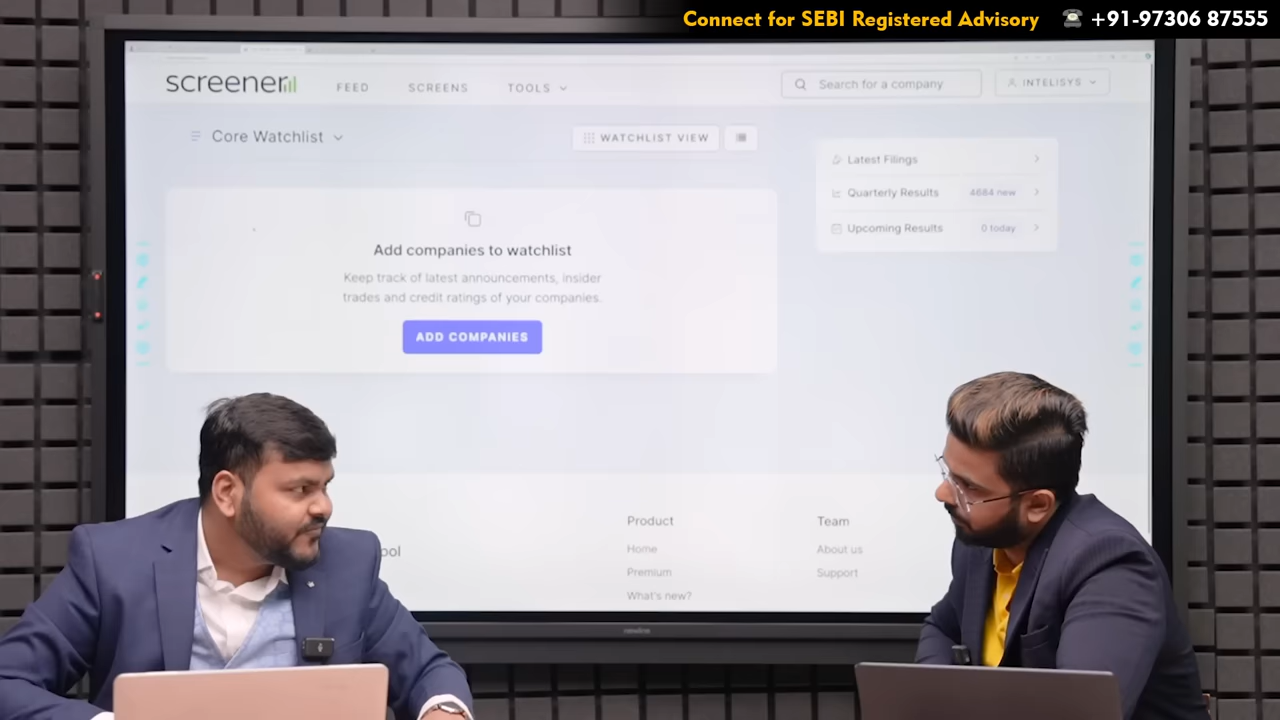 Connect for SEBI Registered Advisory ☎ +91-97306 87555
screener
FEED SCREENS TOOLS
Search for a company
INTELISYS
Core Watchlist
WATCHLIST VIEW
Latest Filings
Quarterly Results 4684 new
Upcoming Results 0 today
Add companies to watchlist
Keep track of latest announcements, insider
trades and credit ratings of your companies.
ADD COMPANIES
ool
Product
Home
Premium
What's new?
Team
About us
Support